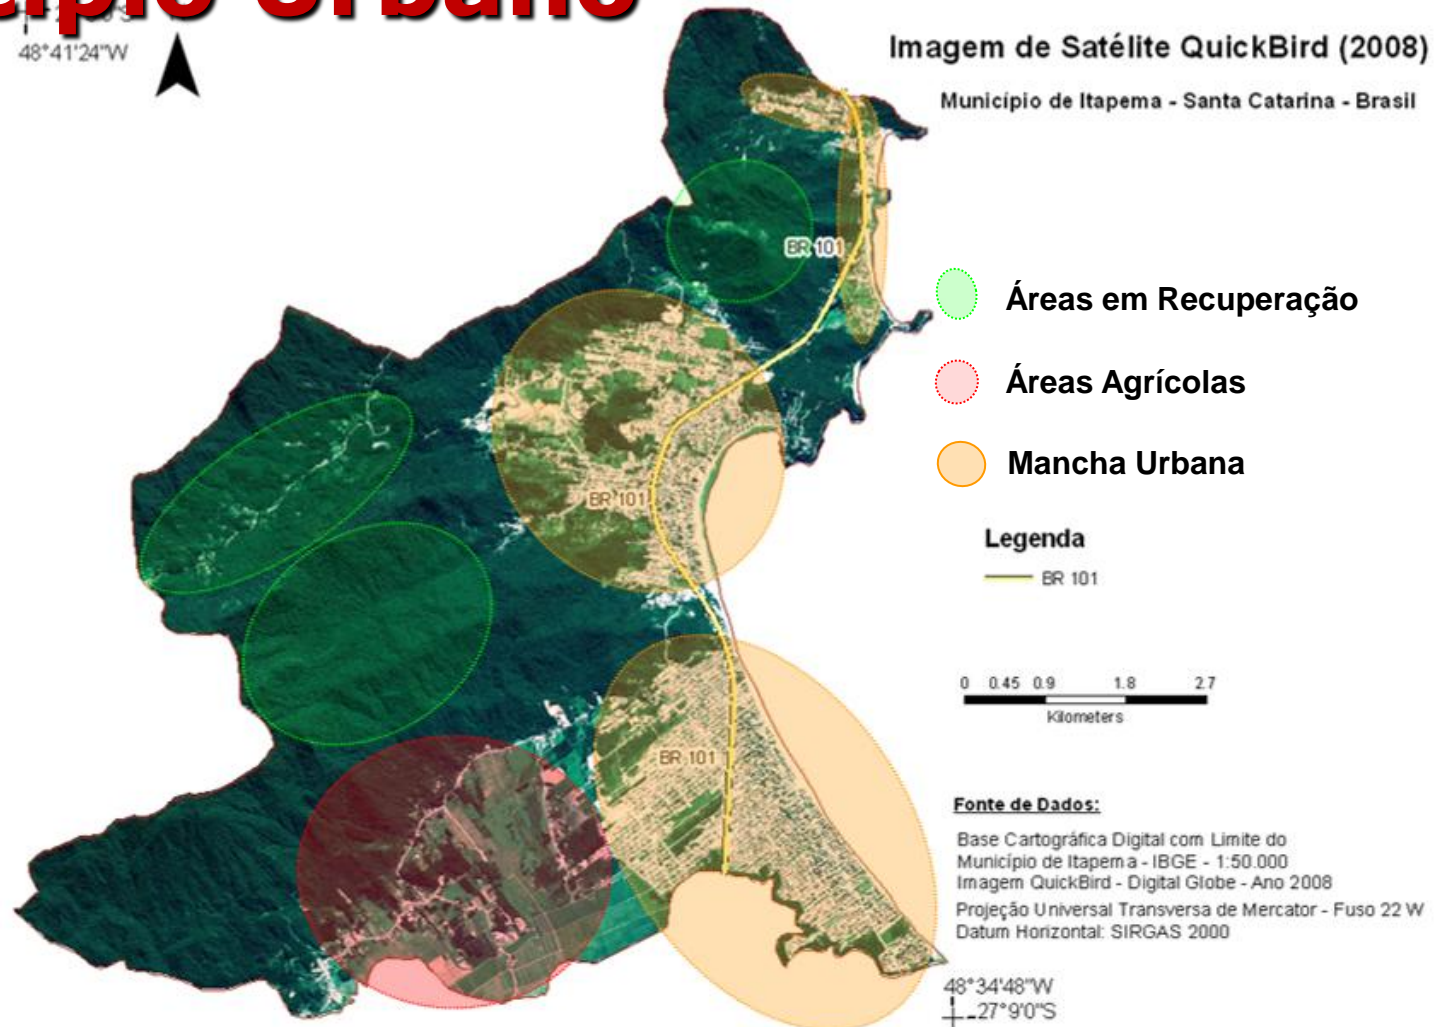 cípio Urbano
48°41'24"W
Imagem de Satélite QuickBird (2008)
Município de Itapema - Santa Catarina - Brasil
BR 101
Áreas em Recuperação
Áreas Agrícolas
Mancha Urbana
BR 101
Legenda
BR 101
0 0.45 0.9 1.8 2.7
Kilometers
BR 101
Fonte de Dados:
Base Cartográfica Digital com Limite do
Município de Itapema - IBGE - 1:50.000
Imagem QuickBird - Digital Globe - Ano 2008
Projeção Universal Transversa de Mercator - Fuso 22 W
Datum Horizontal: SIRGAS 2000
48°34'48"W
27°9'0"S